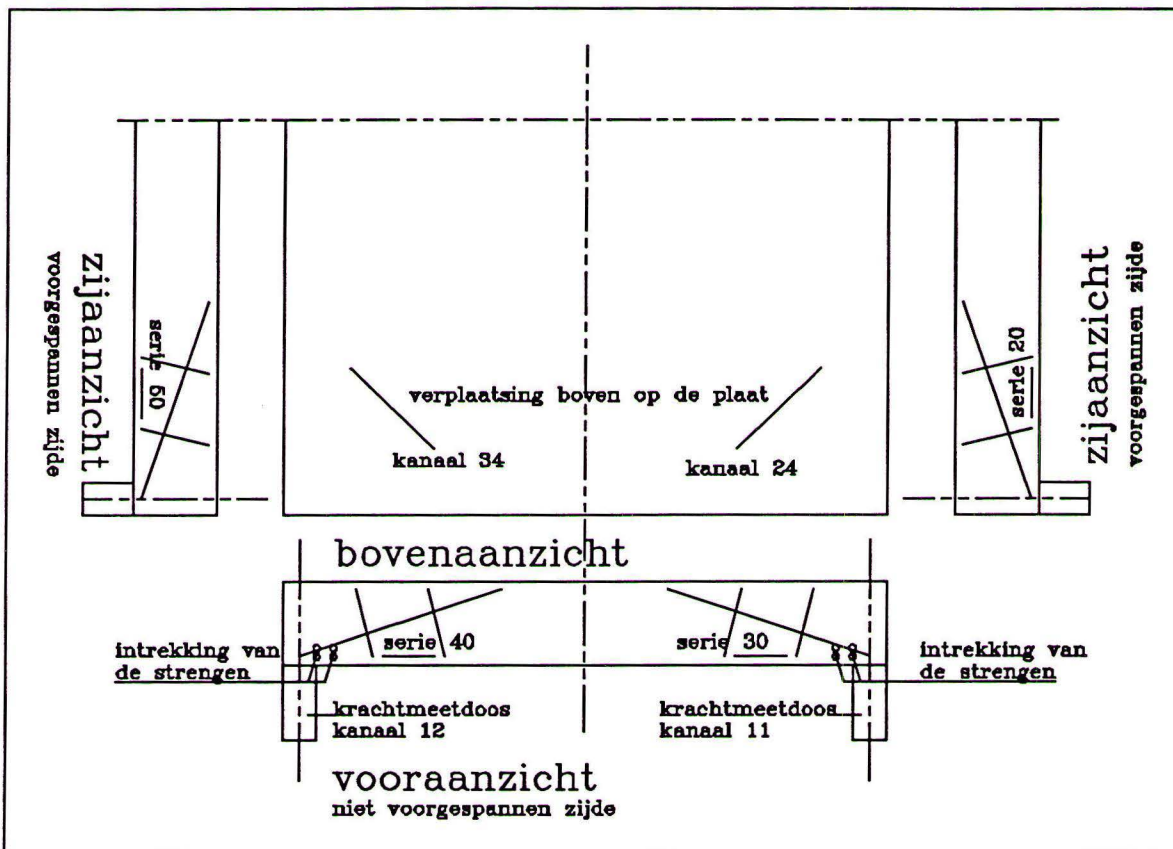 zijaanzicht
voorgespannen zijde
serie 50
verplaatsing boven op de plaat
kanaal 34
kanaal 24
serie 20
zijaanzicht
voorgespannen zijde
bovenaanzicht
intrekking van
de strengen
serie 40
serie 30
intrekking van
de strengen
krachtmeetdoos
kanaal 12
krachtmeetdoos
kanaal 11
vooraanzicht
niet voorgespannen zijde